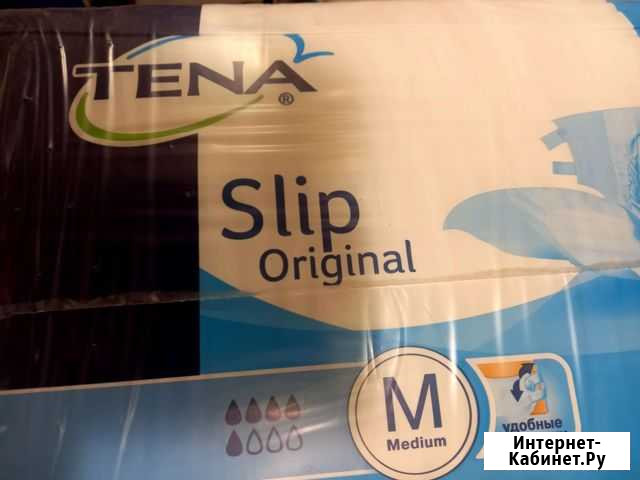 TENA®
Slip
Original
M
Medium
удобные
Интернет-
Кабинет.Ру